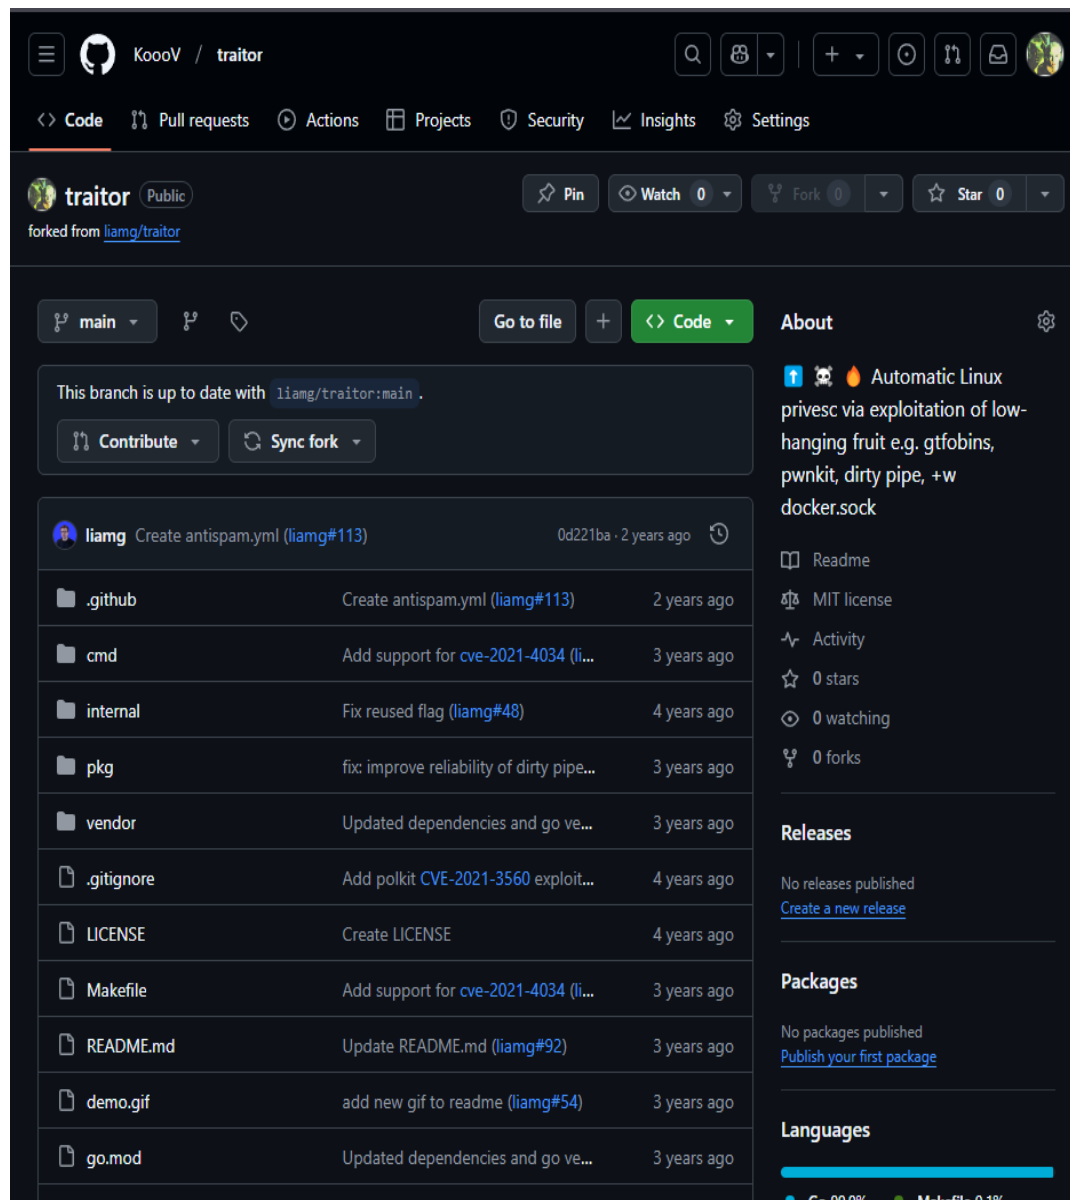 KoooV / traitor
Code Pull requests Actions Projects Security Insights Settings
traitor Public
Pin Watch 0 Fork 0 Star 0
forked from liamg/traitor
main Go to file Code
This branch is up to date with liamg/traitor:main .
Contribute Sync fork
liamg Create antispam.yml (liamg#113) 0d221ba · 2 years ago
.github Create antispam.yml (liamg#113) 2 years ago
cmd Add support for cve-2021-4034 (li... 3 years ago
internal Fix reused flag (liamg#48) 4 years ago
pkg fix: improve reliability of dirty pipe... 3 years ago
vendor Updated dependencies and go ve... 3 years ago
.gitignore Add polkit CVE-2021-3560 exploit... 4 years ago
LICENSE Create LICENSE 4 years ago
Makefile Add support for cve-2021-4034 (li... 3 years ago
README.md Update README.md (liamg#92) 3 years ago
demo.gif add new gif to readme (liamg#54) 3 years ago
go.mod Updated dependencies and go ve... 3 years ago
About
Automatic Linux
privesc via exploitation of low-
hanging fruit e.g. gtfobins,
pwnkit, dirty pipe, +w
docker.sock
Readme
MIT license
Activity
0 stars
0 watching
0 forks
Releases
No releases published
Create a new release
Packages
No packages published
Publish your first package
Languages